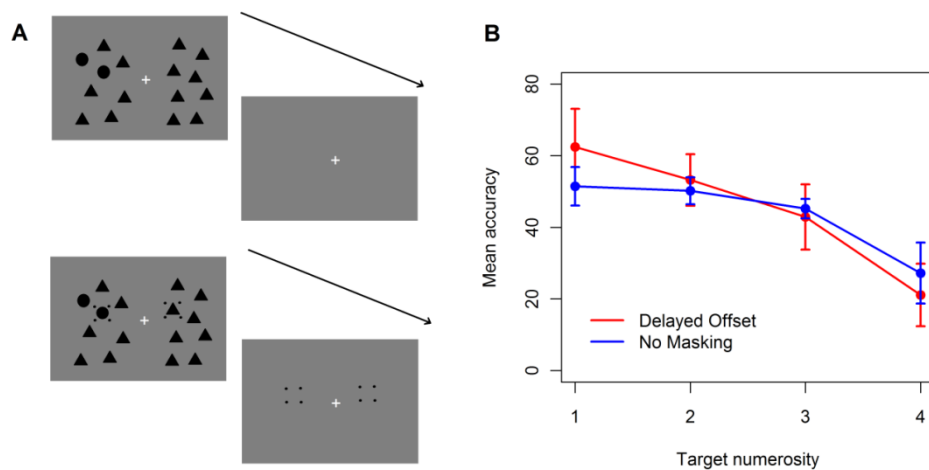 A
B
Mean accuracy
80
60
40
20
0
Delayed Offset
No Masking
1 2 3 4
Target numerosity